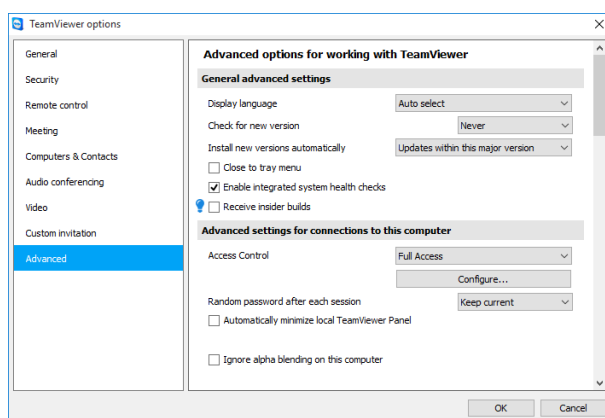 TeamViewer options
General
Security
Remote control
Meeting
Computers & Contacts
Audio conferencing
Video
Custom invitation
Advanced
Advanced options for working with TeamViewer
General advanced settings
Display language Auto select
Check for new version Never
Install new versions automatically Updates within this major version
Close to tray menu
Enable integrated system health checks
Receive insider builds
Advanced settings for connections to this computer
Access Control Full Access
Configure...
Random password after each session Keep current
Automatically minimize local TeamViewer Panel
Ignore alpha blending on this computer
OK Cancel